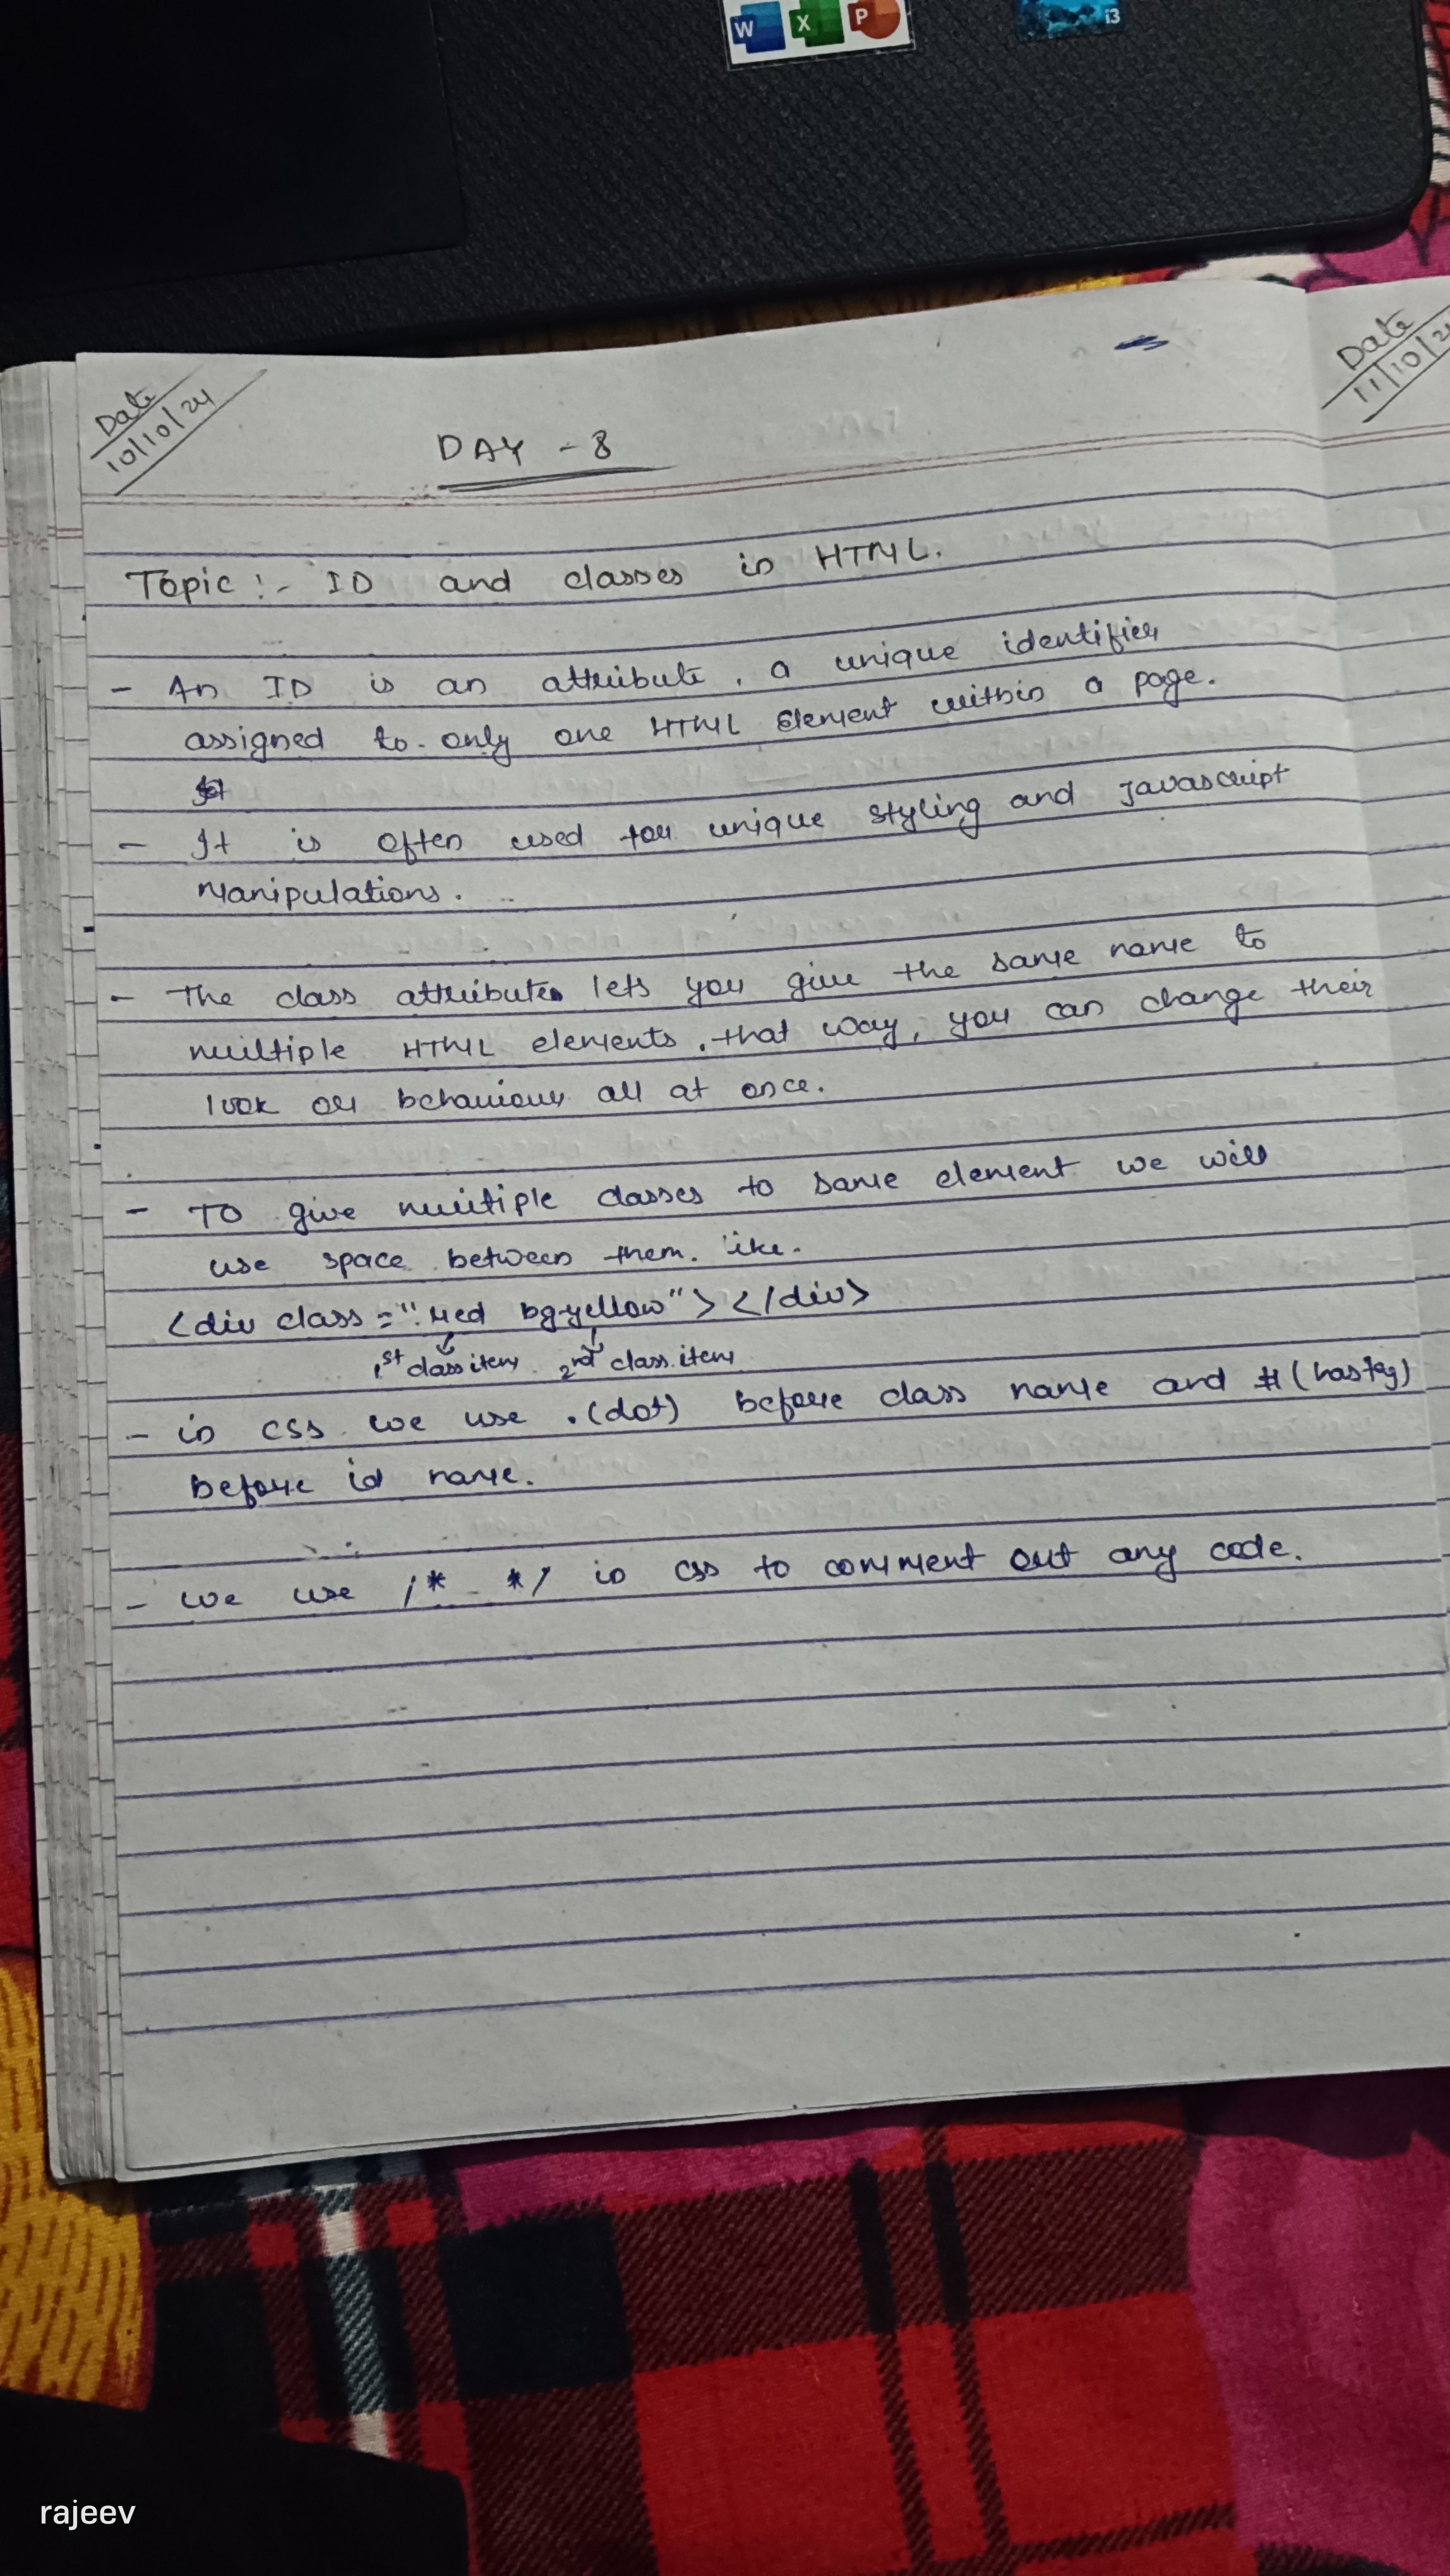 W X P
i3
Date
10/10/24
Date
11/10/2
DAY - 8
Topic :- ID and classes in HTML.
- An ID is an attribute, a unique identifier
assigned to only one HTML Element within a page.
- It is often used for unique styling and Javascript
Manipulations.
- The class attribute lets you give the same name to
multiple HTML elements, that way, you can change their
look or behaviour all at once.
- To give multiple classes to same element we will
use space between them. like.
<div class="red bg-yellow"></div>
1st class item 2nd class item
- in CSS we use .(dot) before class name and # (hastag)
before id name.
- we use /* */ in css to comment out any code.
rajeev